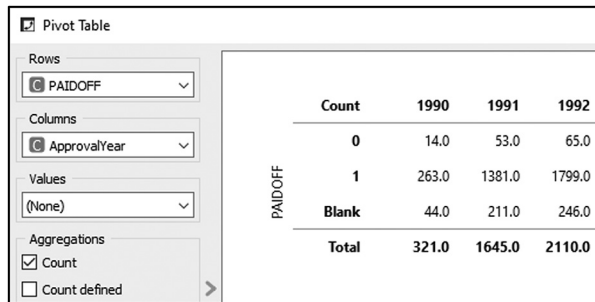 Pivot Table
Rows
C PAIDOFF
Columns
C ApprovalYear
Values
(None)
Aggregations
Count
Count defined
PAIDOFF
Count 1990 1991 1992
0 14.0 53.0 65.0
1 263.0 1381.0 1799.0
Blank 44.0 211.0 246.0
Total 321.0 1645.0 2110.0